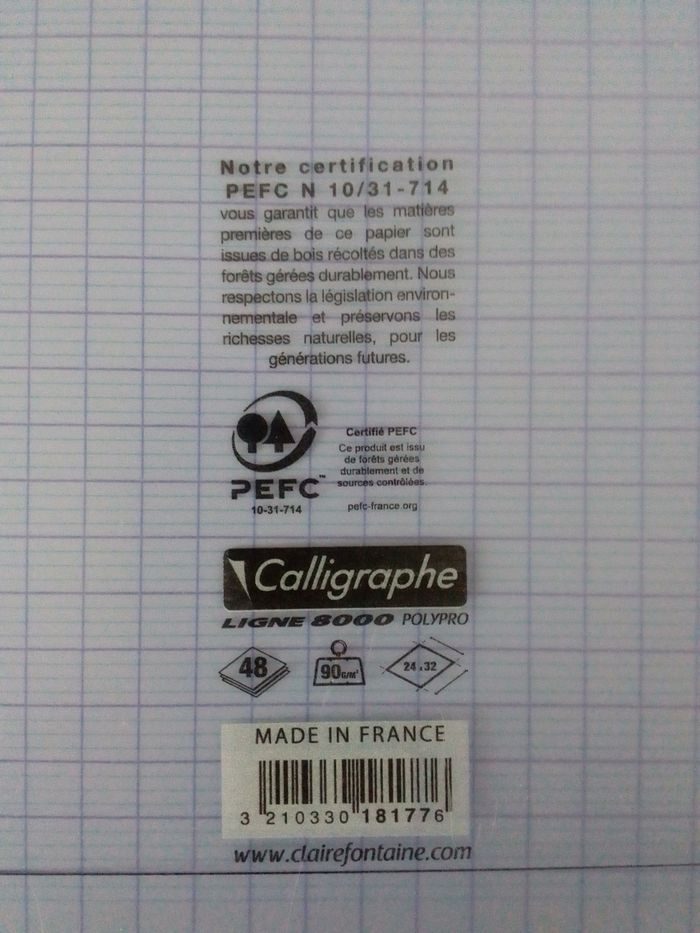 Notre certification
PEFC N 10/31-714
vous garantit que les matières
premières de ce papier sont
issues de bois récoltés dans des
forêts gérées durablement. Nous
respectons la législation environ-
nementale et préservons les
richesses naturelles, pour les
générations futures.
PEFC™
10-31-714
Certifié PEFC
Ce produit est issu
de forêts gérées
durablement et de
sources contrôlées.
pefc-france.org
Calligraphe
LIGNE 8000 POLYPRO
48
90G/M²
24x32
MADE IN FRANCE
3 210330 181776
www.clairefontaine.com